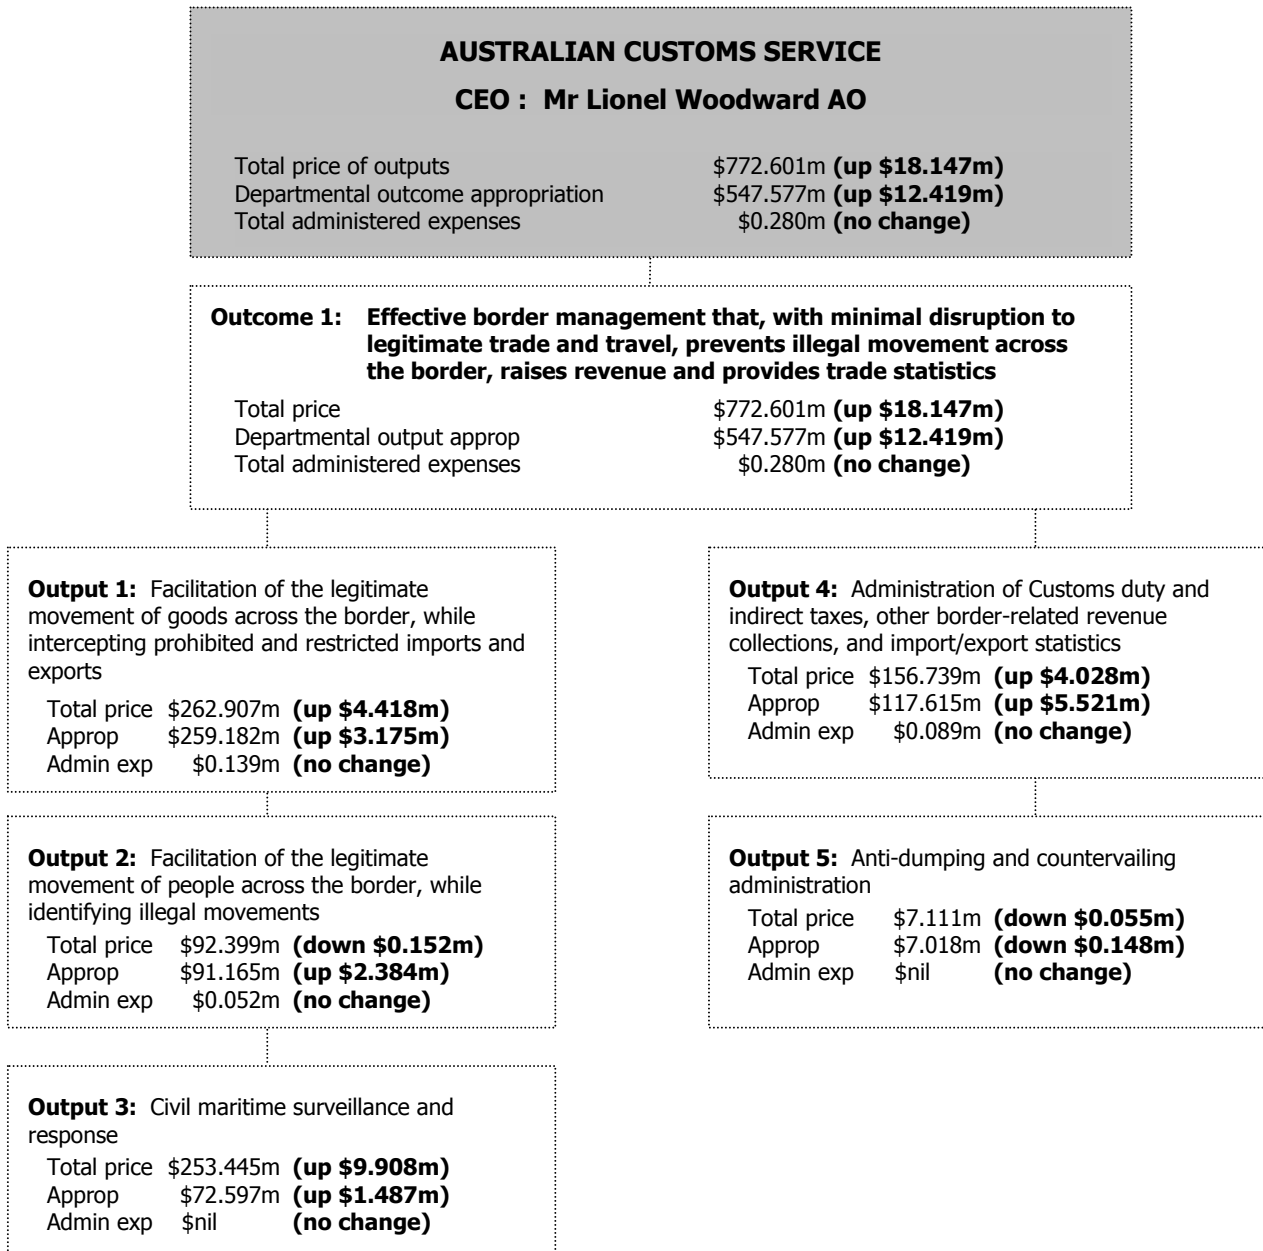 AUSTRALIAN CUSTOMS SERVICE
CEO : Mr Lionel Woodward AO
Total price of outputs $772.601m (up $18.147m)
Departmental outcome appropriation $547.577m (up $12.419m)
Total administered expenses $0.280m (no change)
Outcome 1: Effective border management that, with minimal disruption to
legitimate trade and travel, prevents illegal movement across
the border, raises revenue and provides trade statistics
Total price $772.601m (up $18.147m)
Departmental output approp $547.577m (up $12.419m)
Total administered expenses $0.280m (no change)
Output 1: Facilitation of the legitimate
movement of goods across the border, while
intercepting prohibited and restricted imports and
exports
Total price $262.907m (up $4.418m)
Approp $259.182m (up $3.175m)
Admin exp $0.139m (no change)
Output 2: Facilitation of the legitimate
movement of people across the border, while
identifying illegal movements
Total price $92.399m (down $0.152m)
Approp $91.165m (up $2.384m)
Admin exp $0.052m (no change)
Output 3: Civil maritime surveillance and
response
Total price $253.445m (up $9.908m)
Approp $72.597m (up $1.487m)
Admin exp $nil (no change)
Output 4: Administration of Customs duty and
indirect taxes, other border-related revenue
collections, and import/export statistics
Total price $156.739m (up $4.028m)
Approp $117.615m (up $5.521m)
Admin exp $0.089m (no change)
Output 5: Anti-dumping and countervailing
administration
Total price $7.111m (down $0.055m)
Approp $7.018m (down $0.148m)
Admin exp $nil (no change)